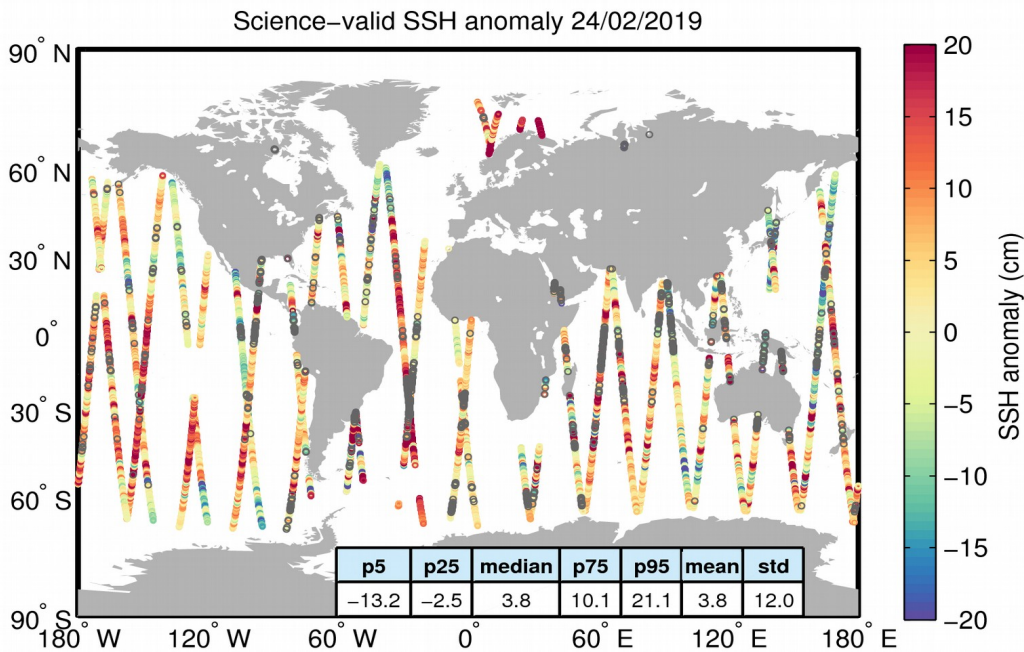 Science−valid SSH anomaly 24/02/2019
90° N
60° N
30° N
0°
30° S
60° S
90° S
180° W
120° W
60° W
0°
60° E
120° E
180° E
p5 p25 median p75 p95 mean std
−13.2 −2.5 3.8 10.1 21.1 3.8 12.0
20
15
10
5
0
−5
−10
−15
−20
SSH anomaly (cm)